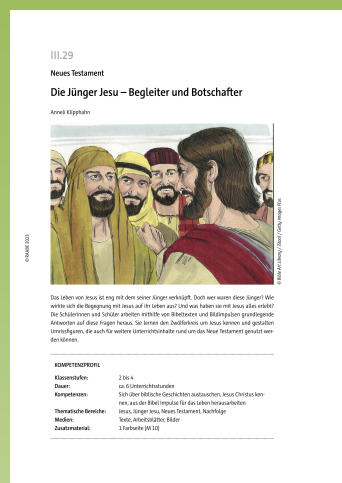 III.29
Neues Testament
Die Jünger Jesu – Begleiter und Botschafter
Anneli Klipphahn
© RAABE 2023
© Bible Art Library / iStock / Getty Images Plus
Das Leben von Jesus ist eng mit dem seiner Jünger verknüpft. Doch wer waren diese Jünger? Wie
wirkte sich die Begegnung mit Jesus auf ihr Leben aus? Und was haben sie mit Jesus alles erlebt?
Die Schülerinnen und Schüler arbeiten mithilfe von Bibeltexten und Bildimpulsen grundlegende
Antworten auf diese Fragen heraus. Sie lernen den Zwölferkreis um Jesus kennen und gestalten
Umrissfiguren, die auch für weitere Unterrichtsinhalte rund um das Neue Testament genutzt wer-
den können.
KOMPETENZPROFIL
Klassenstufen: 2 bis 4
Dauer: ca. 6 Unterrichtsstunden
Kompetenzen: Sich über biblische Geschichten austauschen, Jesus Christus ken-
nen, aus der Bibel Impulse für das Leben herausarbeiten
Thematische Bereiche: Jesus, Jünger Jesu, Neues Testament, Nachfolge
Medien: Texte, Arbeitsblätter, Bilder
Zusatzmaterial: 1 Farbseite (M 10)